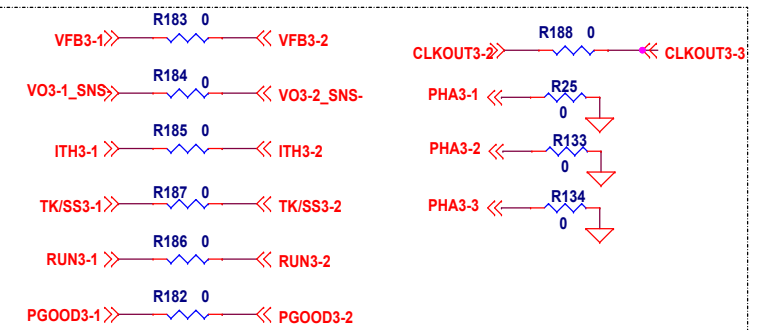 R183 0
VFB3-1 VFB3-2
R184 0
VO3-1_SNS- VO3-2_SNS-
R185 0
ITH3-1 ITH3-2
R187 0
TK/SS3-1 TK/SS3-2
R186 0
RUN3-1 RUN3-2
R182 0
PGOOD3-1 PGOOD3-2
R188 0
CLKOUT3-2 CLKOUT3-3
PHA3-1 R25
0
PHA3-2 R133
0
PHA3-3 R134
0